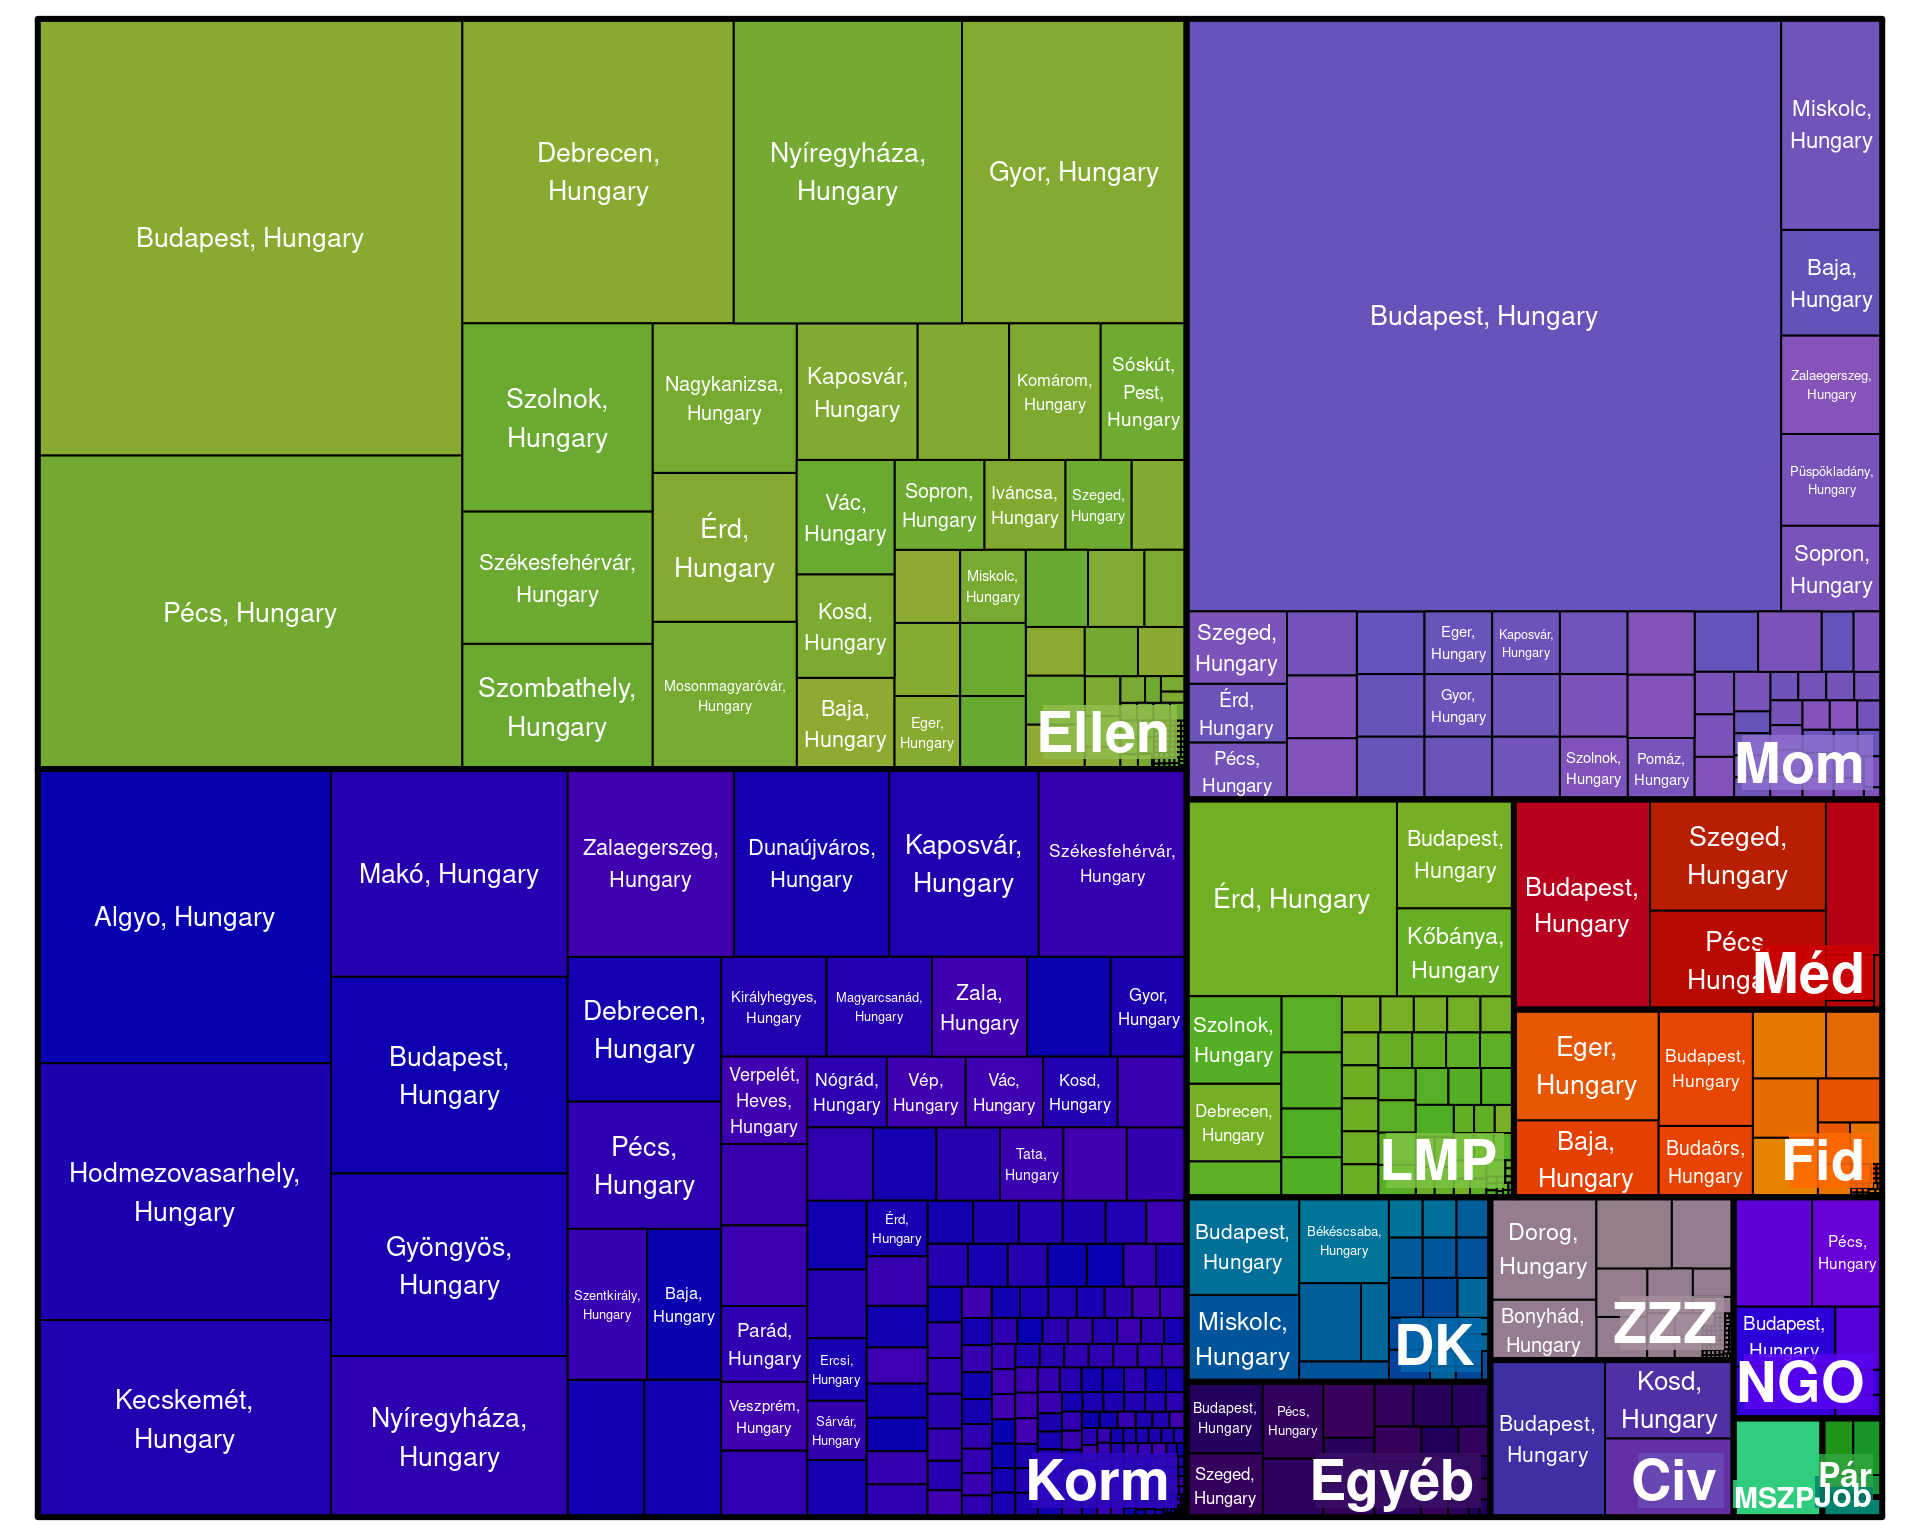 Budapest, Hungary
Pécs, Hungary
Debrecen,
Hungary
Nyíregyháza,
Hungary
Gyor, Hungary
Szolnok,
Hungary
Székesfehérvár,
Hungary
Szombathely,
Hungary
Nagykanizsa,
Hungary
Érd,
Hungary
Mosonmagyaróvár,
Hungary
Kaposvár,
Hungary
Komárom,
Hungary
Sóskút,
Pest,
Hungary
Vác,
Hungary
Kosd,
Hungary
Baja,
Hungary
Sopron,
Hungary
Iváncsa,
Hungary
Szeged,
Hungary
Miskolc,
Hungary
Eger,
Hungary
Ellen
Budapest, Hungary
Miskolc,
Hungary
Baja,
Hungary
Zalaegerszeg,
Hungary
Püspökladány,
Hungary
Sopron,
Hungary
Szeged,
Hungary
Érd,
Hungary
Pécs,
Hungary
Eger,
Hungary
Kaposvár,
Hungary
Gyor,
Hungary
Szolnok,
Hungary
Pomáz,
Hungary
Mom
Algyo, Hungary
Hodmezovasarhely,
Hungary
Kecskemét,
Hungary
Makó, Hungary
Budapest,
Hungary
Gyöngyös,
Hungary
Nyíregyháza,
Hungary
Zalaegerszeg,
Hungary
Dunaújváros,
Hungary
Kaposvár,
Hungary
Székesfehérvár,
Hungary
Debrecen,
Hungary
Pécs,
Hungary
Szentkirály,
Hungary
Baja,
Hungary
Királyhegyes,
Hungary
Magyarcsanád,
Hungary
Zala,
Hungary
Gyor,
Hungary
Verpelét,
Heves,
Hungary
Nógrád,
Hungary
Vép,
Hungary
Vác,
Hungary
Kosd,
Hungary
Tata,
Hungary
Érd,
Hungary
Parád,
Hungary
Ercsi,
Hungary
Veszprém,
Hungary
Sárvár,
Hungary
Korm
Érd, Hungary
Budapest,
Hungary
Kőbánya,
Hungary
Szolnok,
Hungary
Debrecen,
Hungary
LMP
Budapest,
Hungary
Szeged,
Hungary
Pécs,
Hunga
Méd
Eger,
Hungary
Baja,
Hungary
Budapest,
Hungary
Budaörs,
Hungary
Fid
Budapest,
Hungary
Békéscsaba,
Hungary
Miskolc,
Hungary
DK
Dorog,
Hungary
Bonyhád,
Hungary
ZZZ
Pécs,
Hungary
Budapest,
Hungary
NGO
Budapest,
Hungary
Pécs,
Hungary
Szeged,
Hungary
Egyéb
Budapest,
Hungary
Kosd,
Hungary
Civ
MSZP
Pár
Job